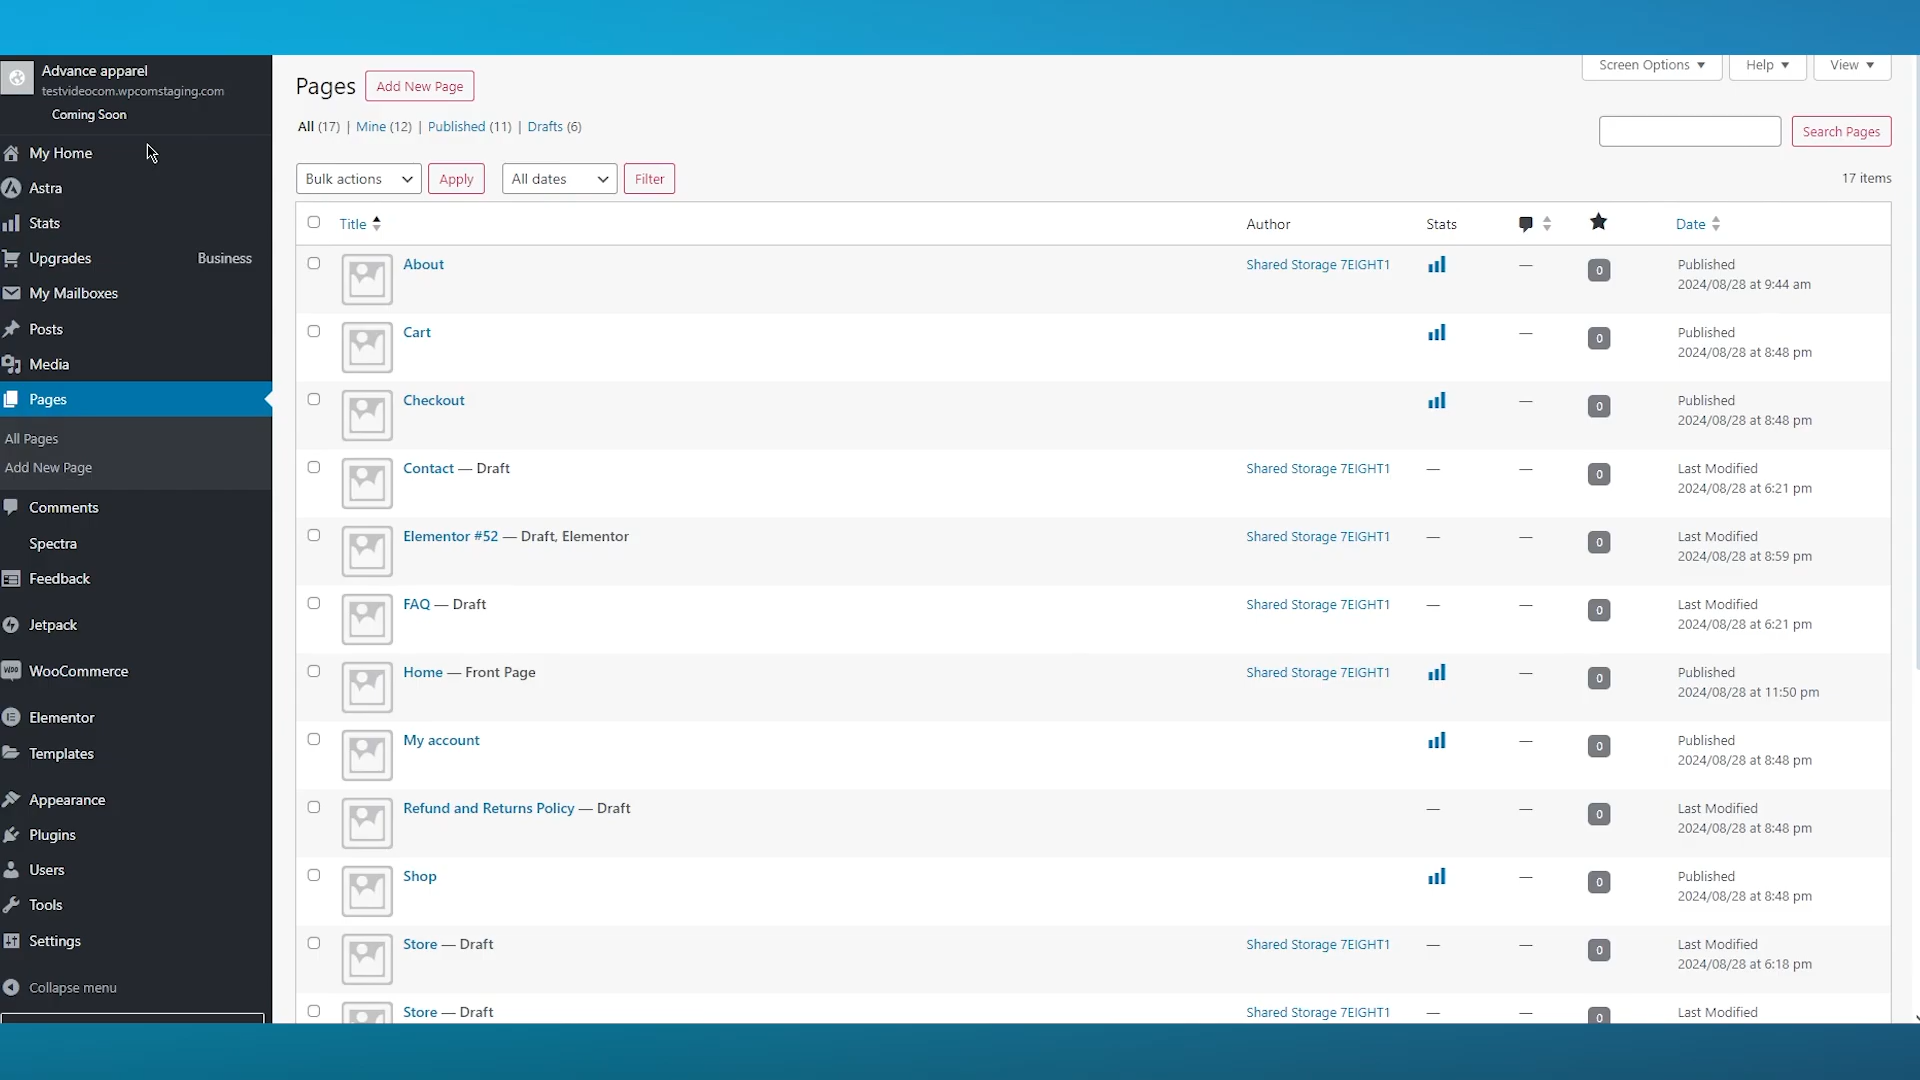 Advance apparel
testvideocom.wpcomstaging.com
Coming Soon
My Home
Astra
Stats
Upgrades Business
My Mailboxes
Posts
Media
Pages
All Pages
Add New Page
Comments
Spectra
Feedback
Jetpack
WooCommerce
Elementor
Templates
Appearance
Plugins
Users
Tools
Settings
Collapse menu
Screen Options Help View
Pages Add New Page
All (17) | Mine (12) | Published (11) | Drafts (6)
Search Pages
Bulk actions Apply All dates Filter
17 items
Title Author Stats Date
About Shared Storage 7EIGHT1 — 0 Published
2024/08/28 at 9:44 am
Cart — 0 Published
2024/08/28 at 8:48 pm
Checkout — 0 Published
2024/08/28 at 8:48 pm
Contact — Draft Shared Storage 7EIGHT1 — — 0 Last Modified
2024/08/28 at 6:21 pm
Elementor #52 — Draft, Elementor Shared Storage 7EIGHT1 — — 0 Last Modified
2024/08/28 at 8:59 pm
FAQ — Draft Shared Storage 7EIGHT1 — — 0 Last Modified
2024/08/28 at 6:21 pm
Home — Front Page Shared Storage 7EIGHT1 — 0 Published
2024/08/28 at 11:50 pm
My account — 0 Published
2024/08/28 at 8:48 pm
Refund and Returns Policy — Draft — — 0 Last Modified
2024/08/28 at 8:48 pm
Shop — 0 Published
2024/08/28 at 8:48 pm
Store — Draft Shared Storage 7EIGHT1 — — 0 Last Modified
2024/08/28 at 6:18 pm
Store — Draft Shared Storage 7EIGHT1 — — 0 Last Modified